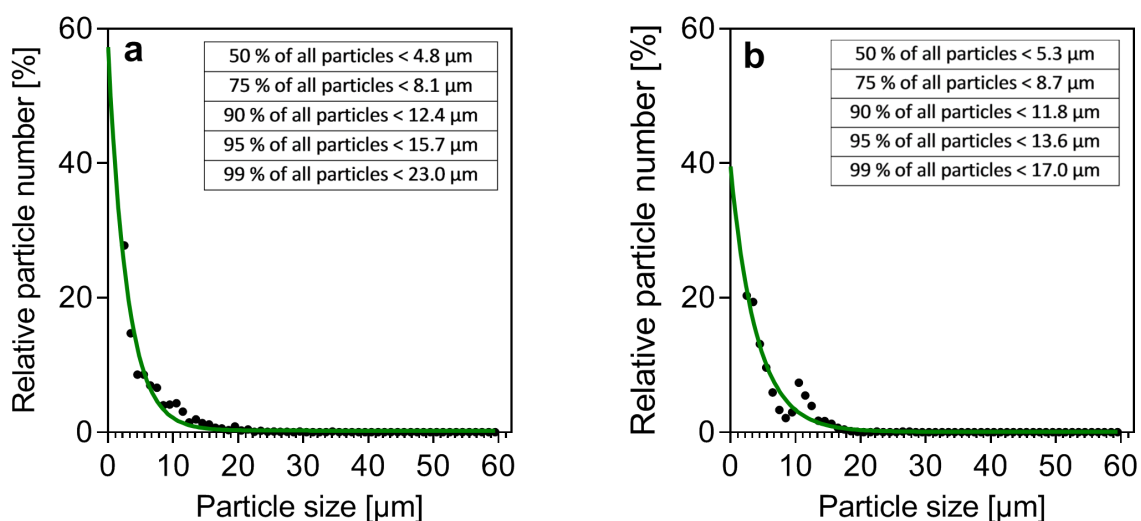 a
Relative particle number [%]
60
40
20
0
50 % of all particles < 4.8 µm
75 % of all particles < 8.1 µm
90 % of all particles < 12.4 µm
95 % of all particles < 15.7 µm
99 % of all particles < 23.0 µm
0 10 20 30 40 50 60
Particle size [µm]
b
Relative particle number [%]
60
40
20
0
50 % of all particles < 5.3 µm
75 % of all particles < 8.7 µm
90 % of all particles < 11.8 µm
95 % of all particles < 13.6 µm
99 % of all particles < 17.0 µm
0 10 20 30 40 50 60
Particle size [µm]